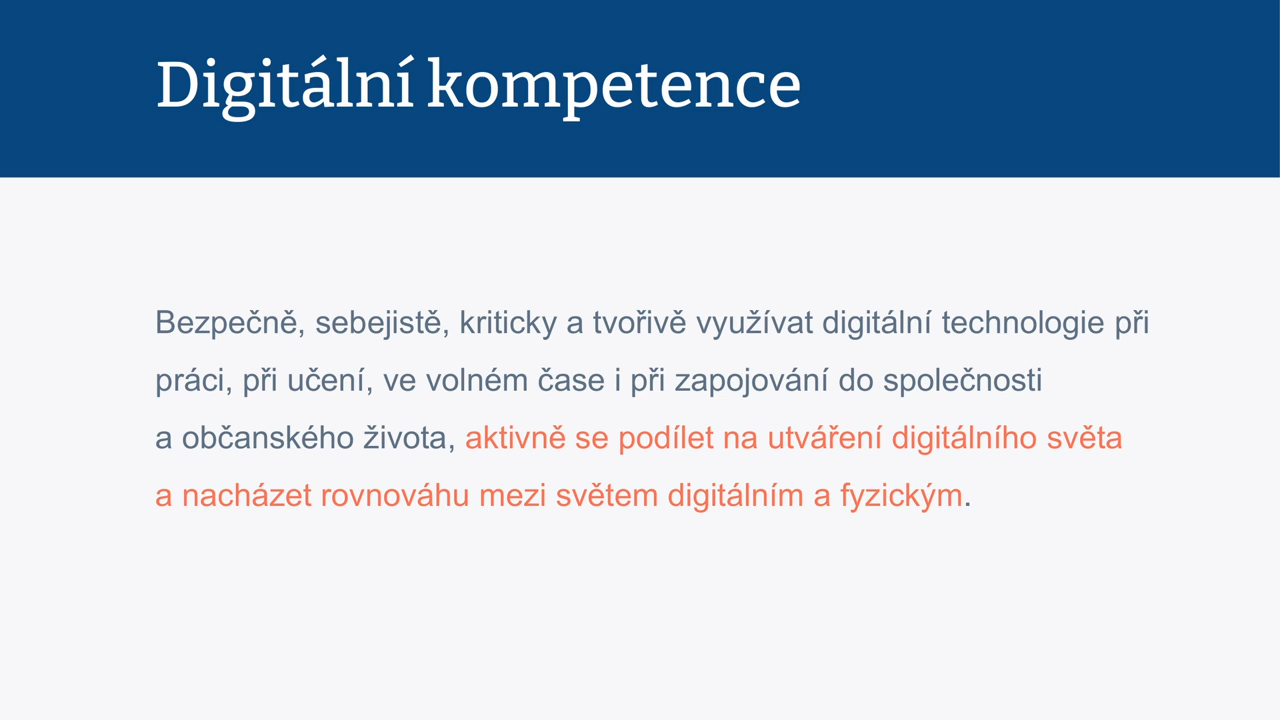 Digitální kompetence
Bezpečně, sebejistě, kriticky a tvořivě využívat digitální technologie při
práci, při učení, ve volném čase i při zapojování do společnosti
a občanského života, aktivně se podílet na utváření digitálního světa
a nacházet rovnováhu mezi světem digitálním a fyzickým.